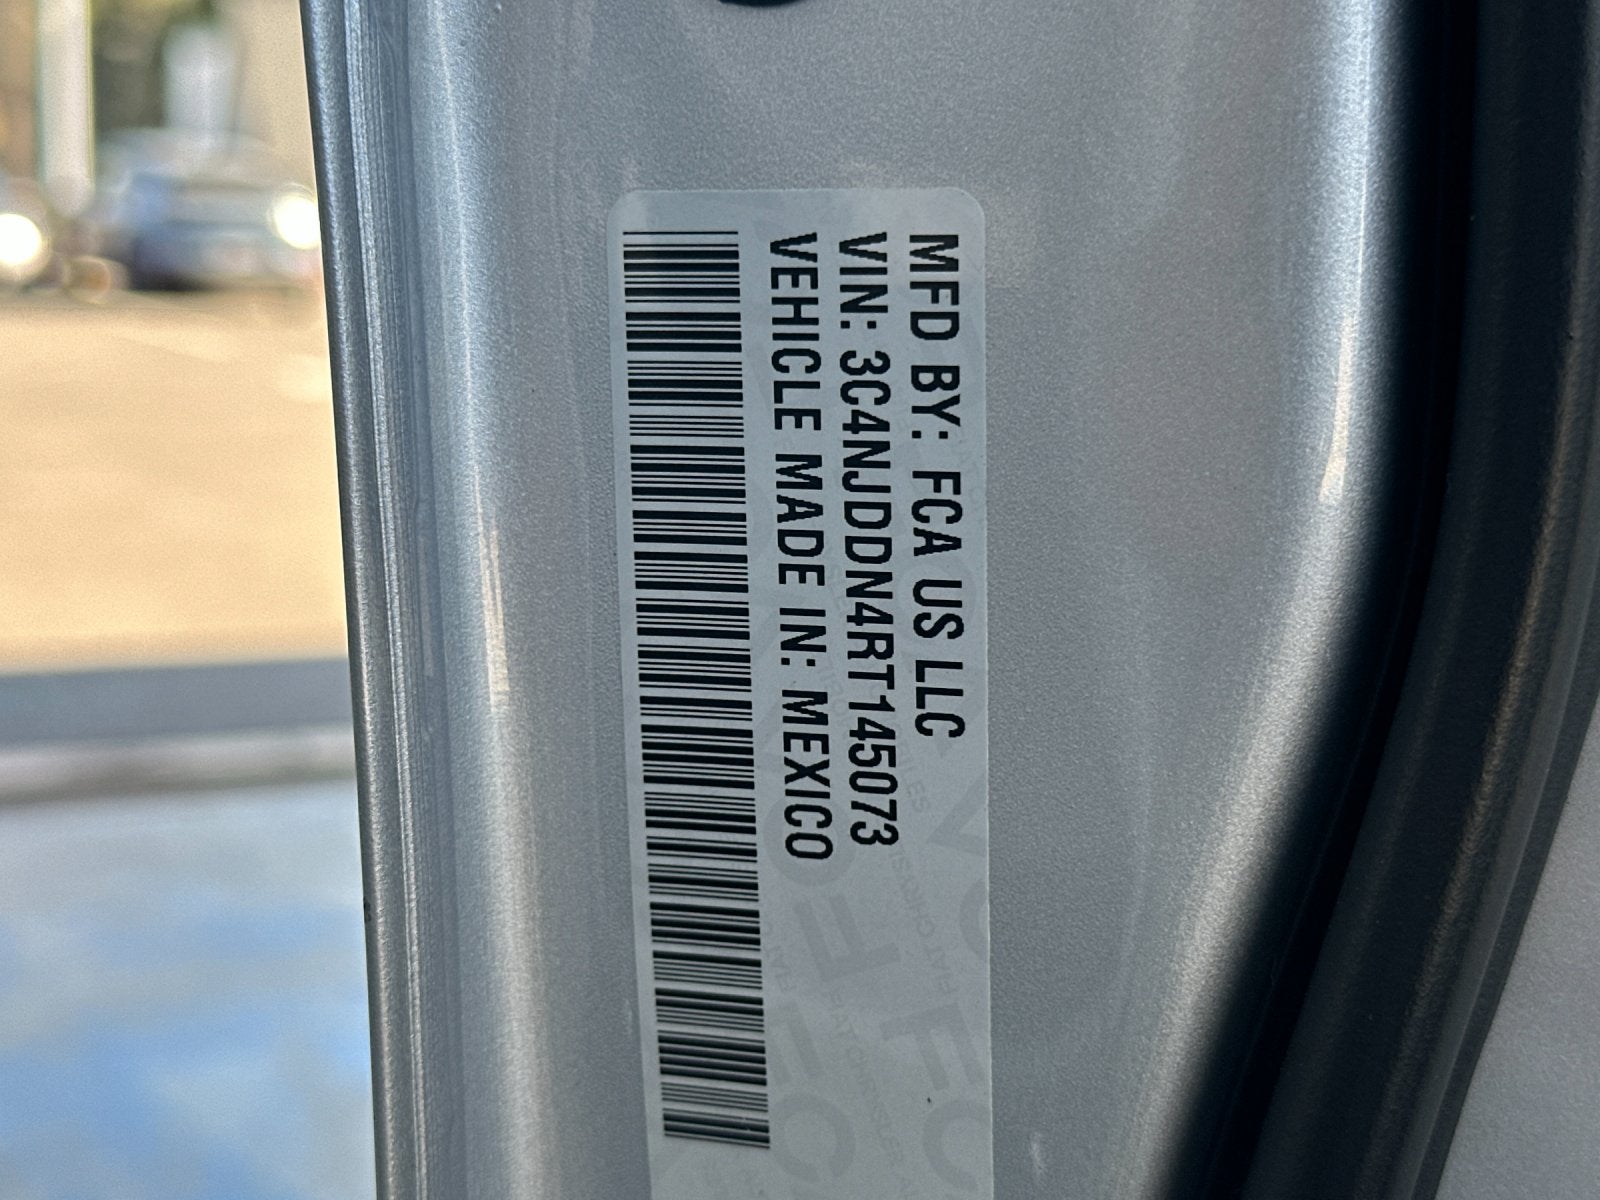 MFD BY: FCA US LLC
VIN: 3C4NJDDN4RT145073
VEHICLE MADE IN: MEXICO